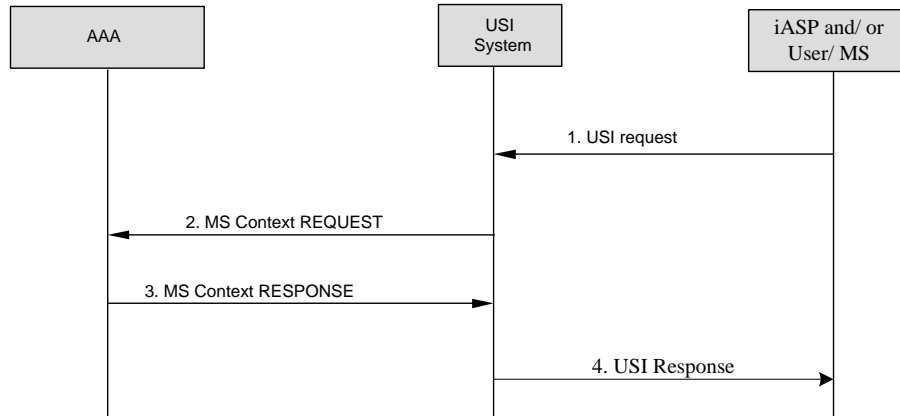 AAA
USI
System
iASP and/ or
User/ MS
1. USI request
2. MS Context REQUEST
3. MS Context RESPONSE
4. USI Response